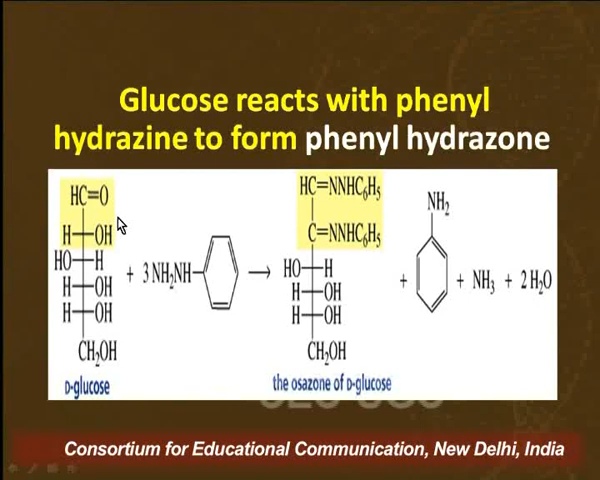 Glucose reacts with phenyl
hydrazine to form phenyl hydrazone
HC=O
H OH
HO H
H OH
H OH
CH₂OH
D-glucose
+ 3 NH₂NH
→
HC=NNHC₆H₅
C=NNHC₆H₅
HO H
H OH
H OH
CH₂OH
the osazone of D-glucose
+
NH₂
+ NH₃ + 2 H₂O
Consortium for Educational Communication, New Delhi, India